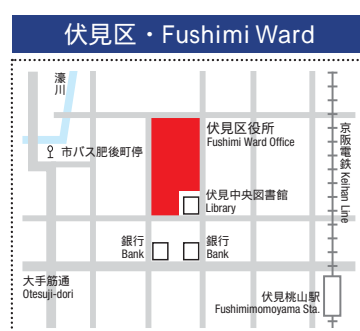 伏見区・Fushimi Ward
濠川
市バス肥後町停
伏見区役所
Fushimi Ward Office
京阪電鉄 Keihan Line
伏見中央図書館
Library
銀行
Bank
銀行
Bank
大手筋通
Otesuji-dori
伏見桃山駅
Fushimimomoyama Sta.